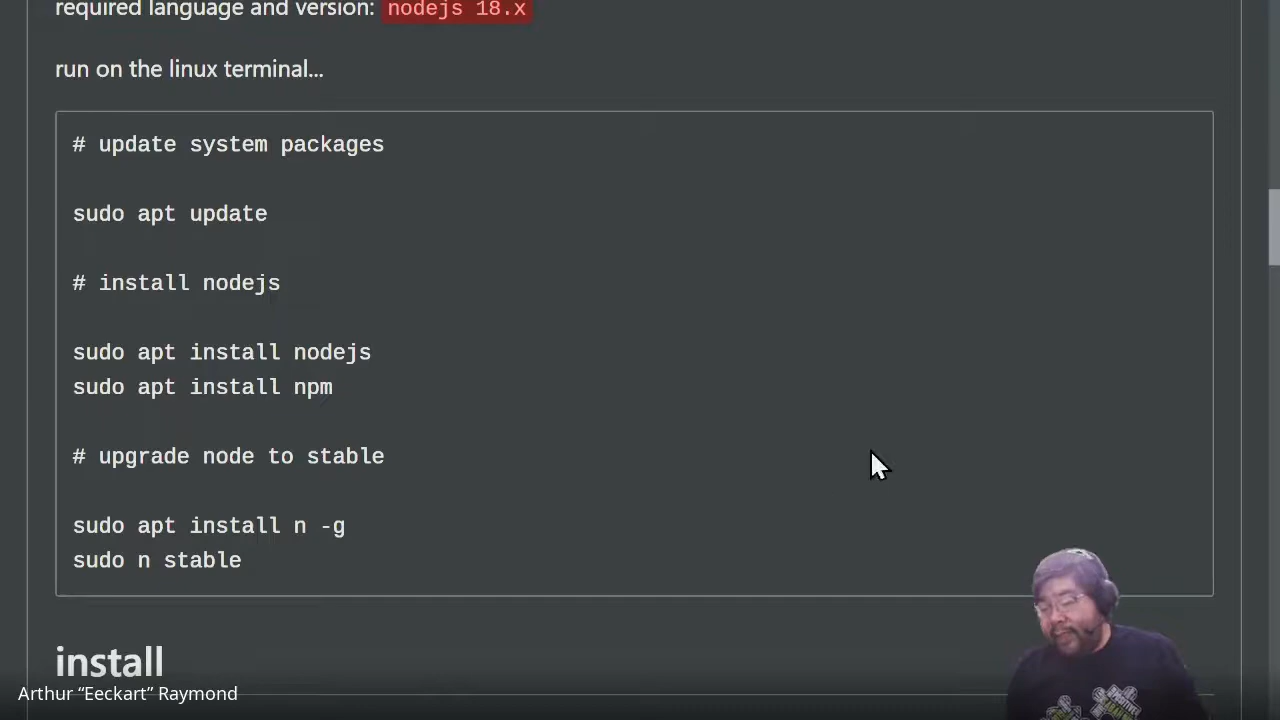 required language and version: nodejs 18.x
run on the linux terminal...
# update system packages
sudo apt update
# install nodejs
sudo apt install nodejs
sudo apt install npm
# upgrade node to stable
sudo apt install n -g
sudo n stable
install
Arthur “Eeckart” Raymond